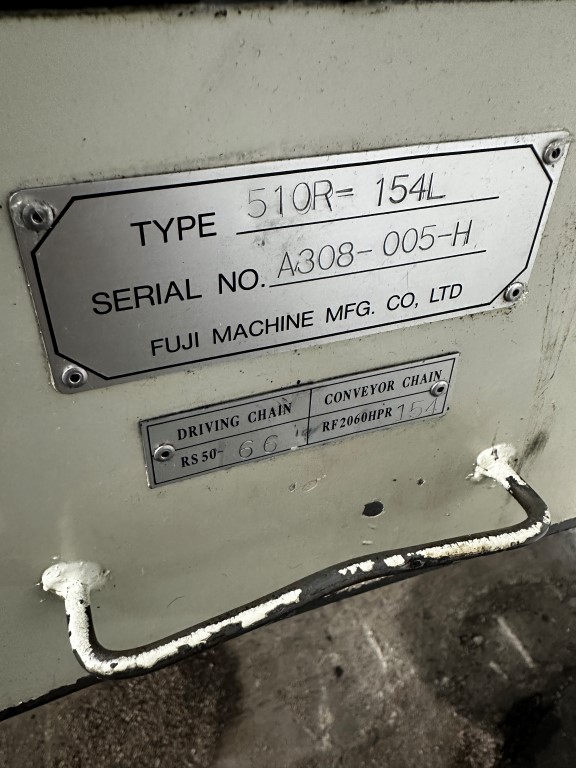 TYPE 510R-154L
SERIAL NO. A308-005-H
FUJI MACHINE MFG. CO, LTD
DRIVING CHAIN CONVEYOR CHAIN
RS50-66 RF2060HPR 154